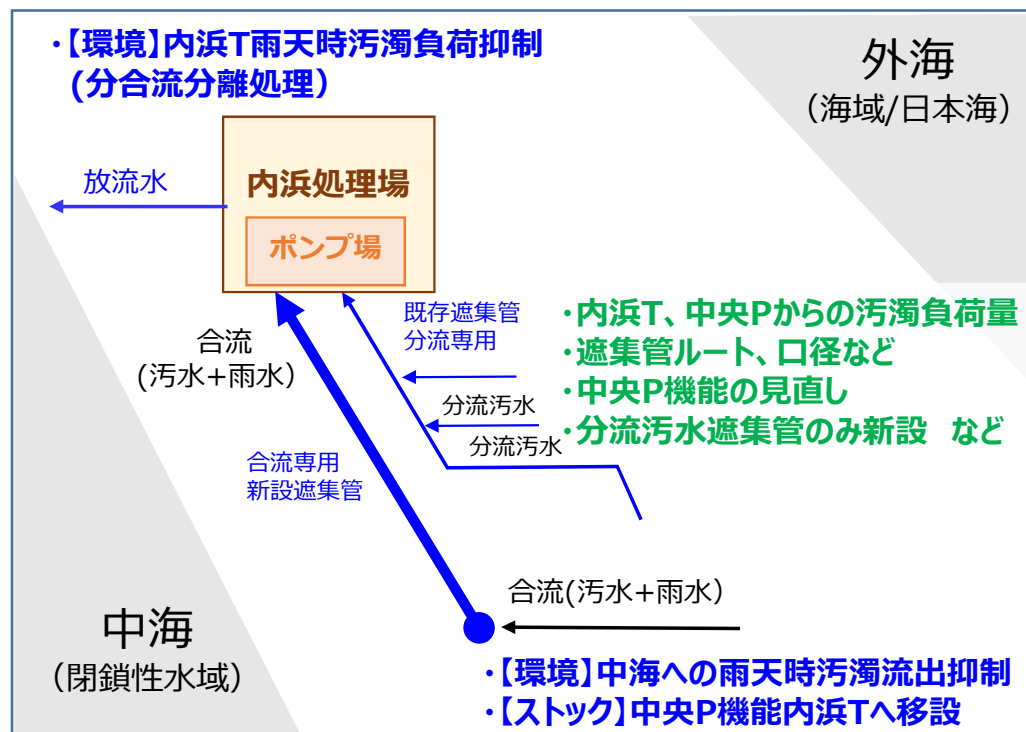 ・【環境】内浜T雨天時汚濁負荷抑制
(分合流分離処理）
外海
（海域/日本海）
放流水
内浜処理場
ポンプ場
既存遮集管
分流専用
合流
(汚水+雨水）
・内浜T、中央Pからの汚濁負荷量
・遮集管ルート、口径など
・中央P機能の見直し
・分流汚水遮集管のみ新設　など
分流汚水
分流汚水
合流専用
新設遮集管
合流(汚水+雨水）
中海
（閉鎖性水域）
・【環境】中海への雨天時汚濁流出抑制
・【ストック】中央P機能内浜Tへ移設